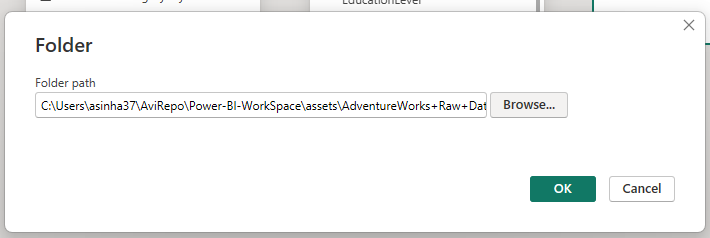 EducationLevel
Folder
Folder path
C:\Users\asinha37\AviRepo\Power-BI-WorkSpace\assets\AdventureWorks+Raw+Dat
Browse...
OK
Cancel